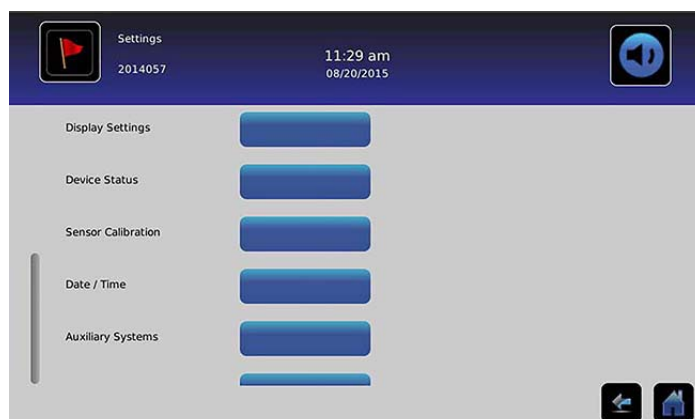 Settings
2014057
11:29 am
08/20/2015
Display Settings
Device Status
Sensor Calibration
Date / Time
Auxiliary Systems